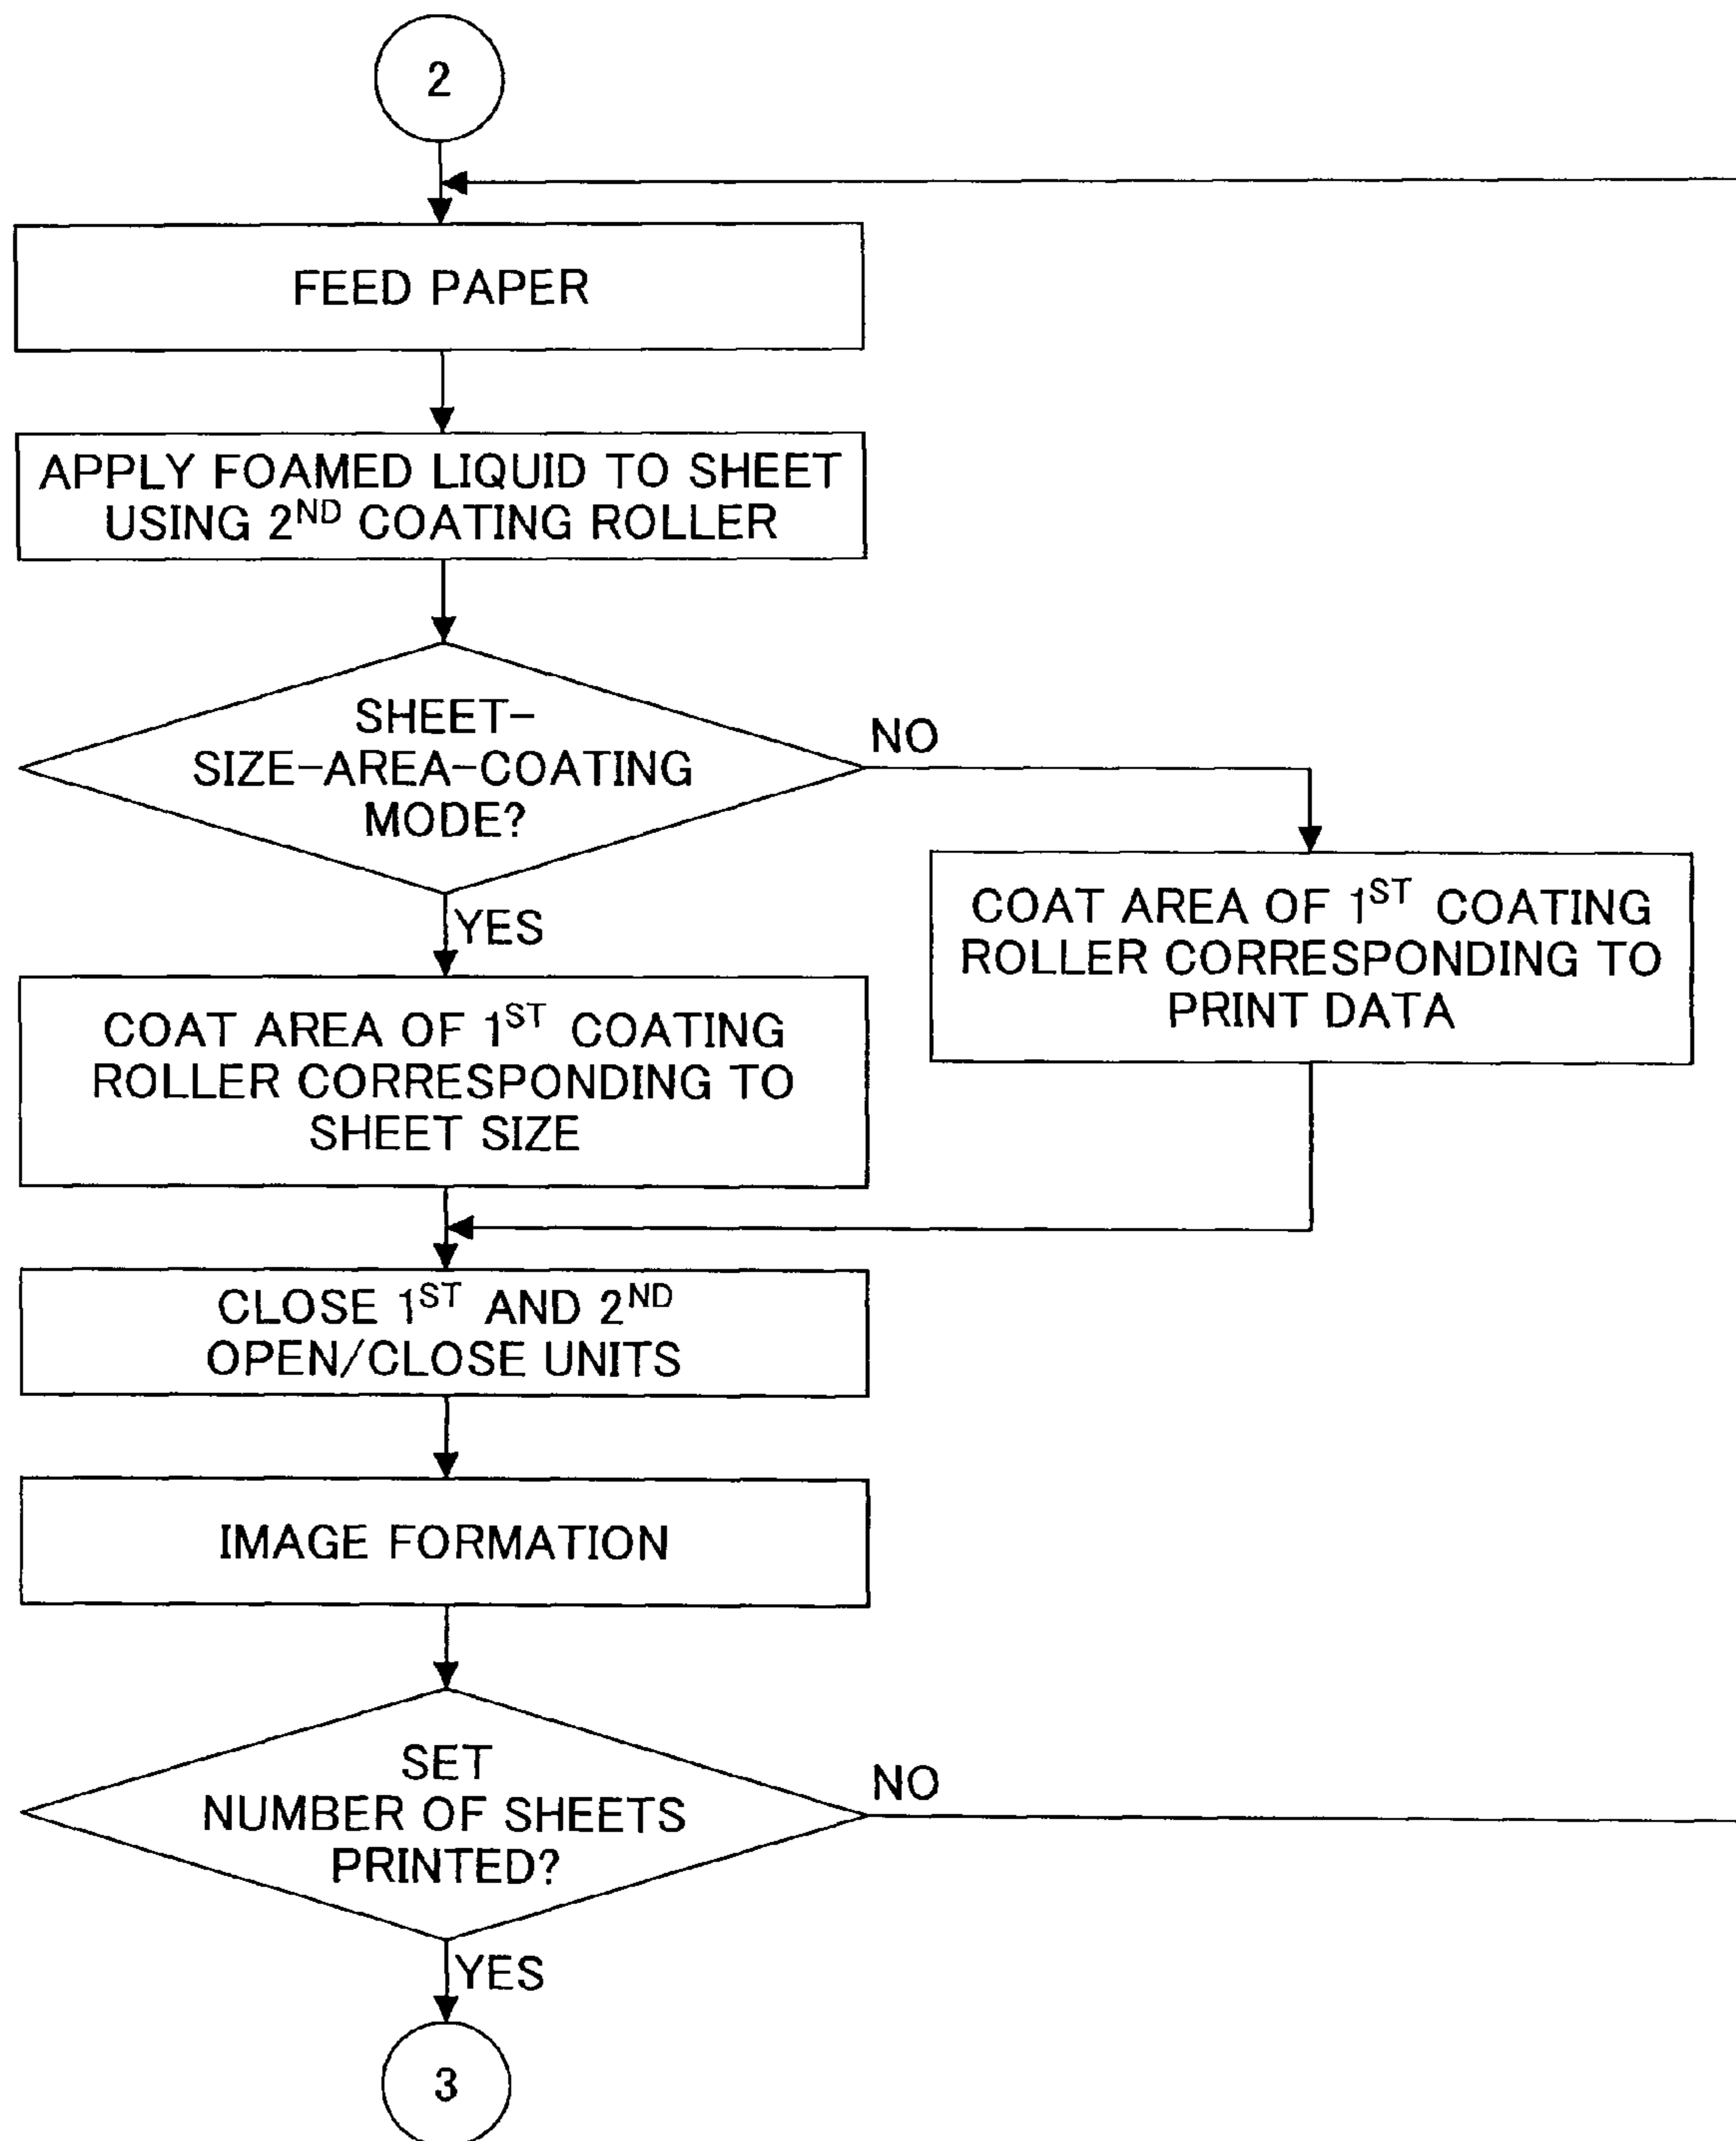 2
FEED PAPER
APPLY FOAMED LIQUID TO SHEET
USING 2ND COATING ROLLER
SHEET-
SIZE-AREA-COATING
MODE?
NO
YES
COAT AREA OF 1ST COATING
ROLLER CORRESPONDING TO
PRINT DATA
COAT AREA OF 1ST COATING
ROLLER CORRESPONDING TO
SHEET SIZE
CLOSE 1ST AND 2ND
OPEN/CLOSE UNITS
IMAGE FORMATION
SET
NUMBER OF SHEETS
PRINTED?
NO
YES
3